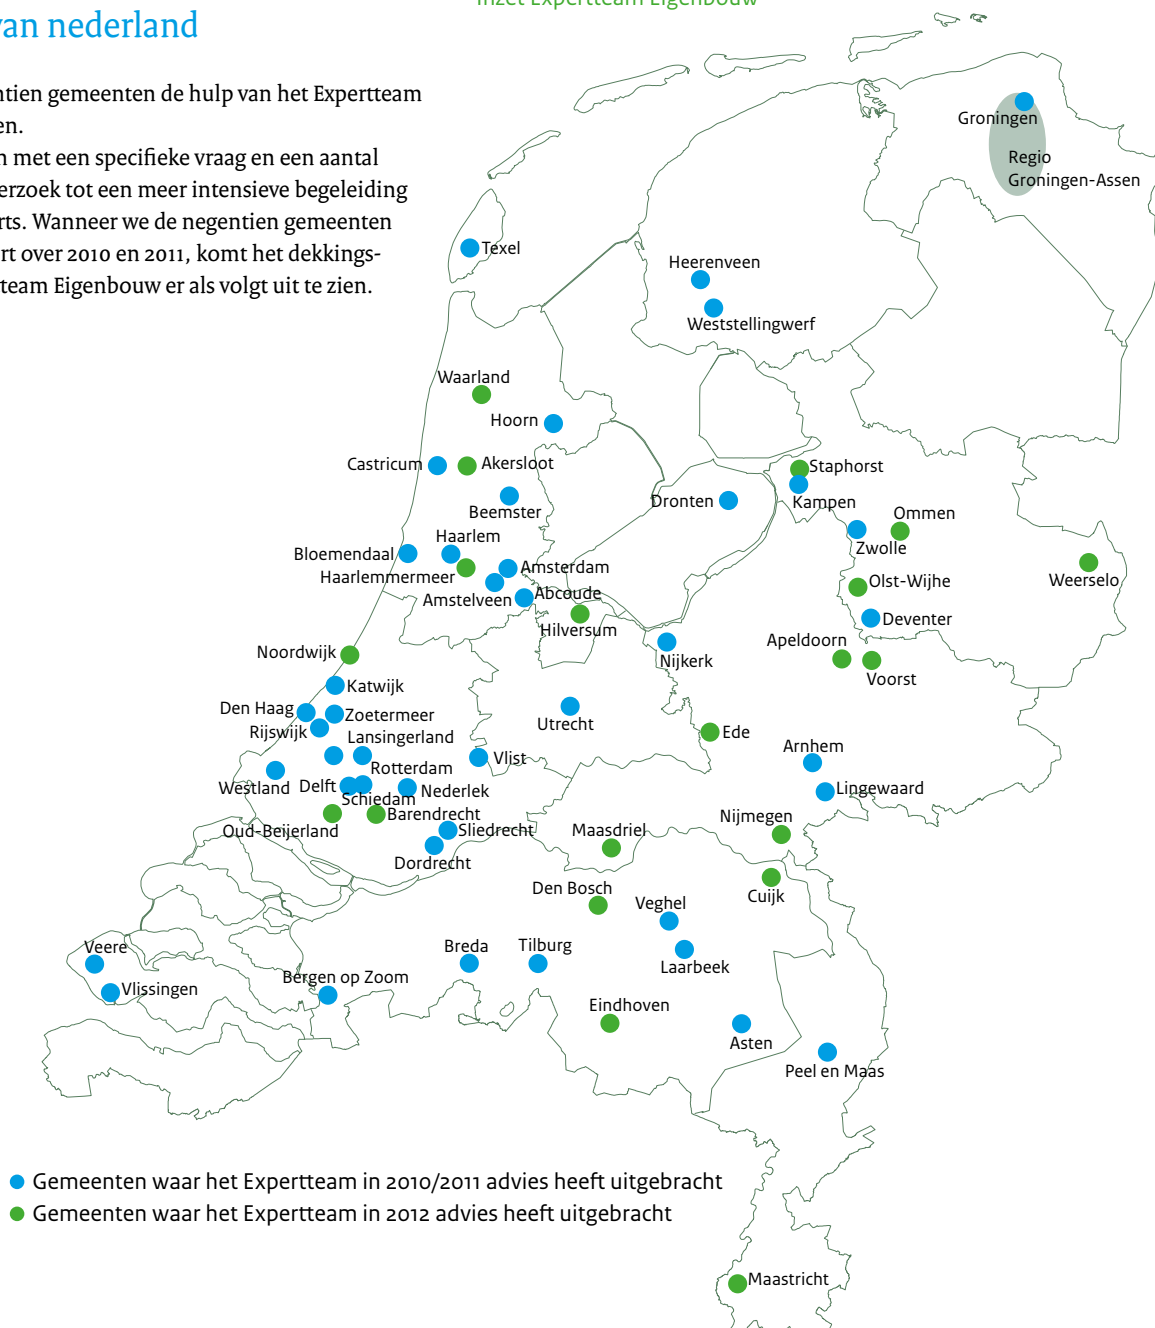 Inzet Expertteam Eigenbouw
van nederland
ntien gemeenten de hulp van het Expertteam
en.
n met een specifieke vraag en een aantal
erzoek tot een meer intensieve begeleiding
rts. Wanneer we de negentien gemeenten
rt over 2010 en 2011, komt het dekkings-
team Eigenbouw er als volgt uit te zien.
Groningen
Regio
Groningen-Assen
Texel
Heerenveen
Weststellingwerf
Waarland
Hoorn
Castricum
Akersloot
Staphorst
Dronten
Kampen
Beemster
Ommen
Haarlem
Zwolle
Bloemendaal
Amsterdam
Haarlemmermeer
Weerselo
Olst-Wijhe
Abcoude
Amstelveen
Deventer
Hilversum
Apeldoorn
Noordwijk
Nijkerk
Voorst
Katwijk
Den Haag
Zoetermeer
Utrecht
Rijswijk
Ede
Lansingerland
Arnhem
Vlist
Rotterdam
Westland
Delft
Nederlek
Lingewaard
Schiedam
Barendrecht
Nijmegen
Oud-Beijerland
Sliedrecht
Maasdriel
Dordrecht
Den Bosch
Cuijk
Veghel
Veere
Breda
Tilburg
Laarbeek
Bergen op Zoom
Vlissingen
Eindhoven
Asten
Peel en Maas
Gemeenten waar het Expertteam in 2010/2011 advies heeft uitgebracht
Gemeenten waar het Expertteam in 2012 advies heeft uitgebracht
Maastricht